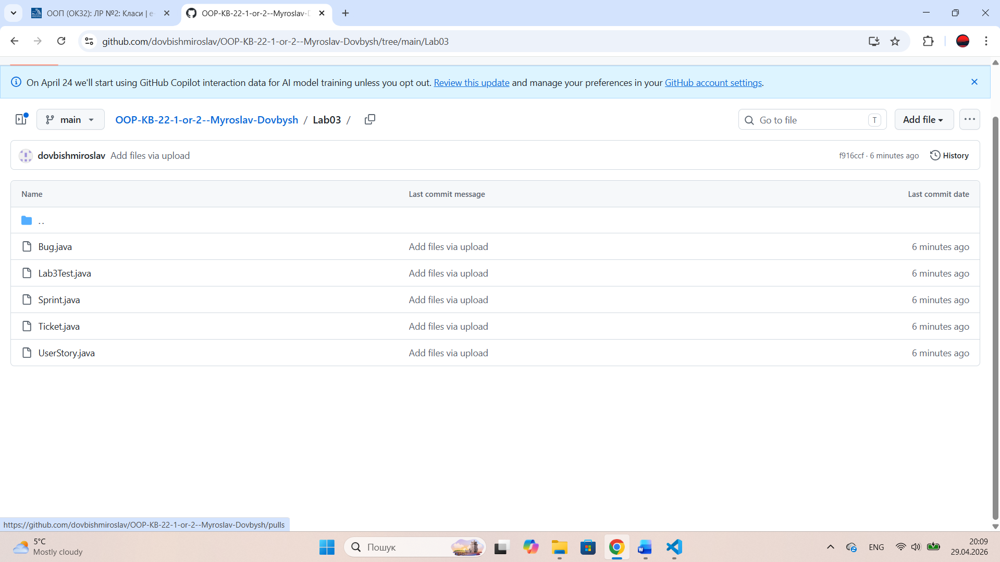 ООП (ОК32): ЛР №2: Класи | e-
OOP-KB-22-1-or-2--Myroslav-D
github.com/dovbishmiroslav/OOP-KB-22-1-or-2--Myroslav-Dovbysh/tree/main/Lab03
On April 24 we'll start using GitHub Copilot interaction data for AI model training unless you opt out. Review this update and manage your preferences in your GitHub account settings.
main OOP-KB-22-1-or-2--Myroslav-Dovbysh / Lab03 / Go to file T Add file
dovbishmiroslav Add files via upload f916ccf · 6 minutes ago History
Name Last commit message Last commit date
..
Bug.java Add files via upload 6 minutes ago
Lab3Test.java Add files via upload 6 minutes ago
Sprint.java Add files via upload 6 minutes ago
Ticket.java Add files via upload 6 minutes ago
UserStory.java Add files via upload 6 minutes ago
https://github.com/dovbishmiroslav/OOP-KB-22-1-or-2--Myroslav-Dovbysh/pulls
5°C
Mostly cloudy
Пошук
ENG
20:09
29.04.2026